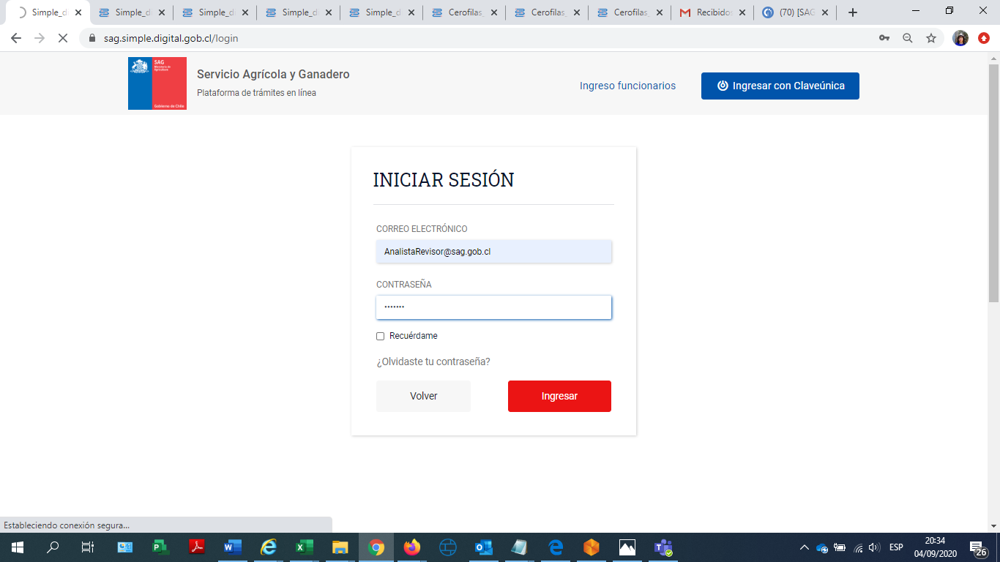 Simple_d
Simple_d
Simple_d
Simple_d
Simple_d
Cerofilas_
Cerofilas_
Cerofilas_
Recibidos
(70) [SAG
sag.simple.digital.gob.cl/login
SAG
Ministerio de
Agricultura
Gobierno de Chile
Servicio Agrícola y Ganadero
Plataforma de trámites en línea
Ingreso funcionarios
Ingresar con Claveúnica
INICIAR SESIÓN
CORREO ELECTRÓNICO
AnalistaRevisor@sag.gob.cl
CONTRASEÑA
•••••••
Recuérdame
¿Olvidaste tu contraseña?
Volver
Ingresar
Estableciendo conexión segura...
ESP
20:34
04/09/2020
26